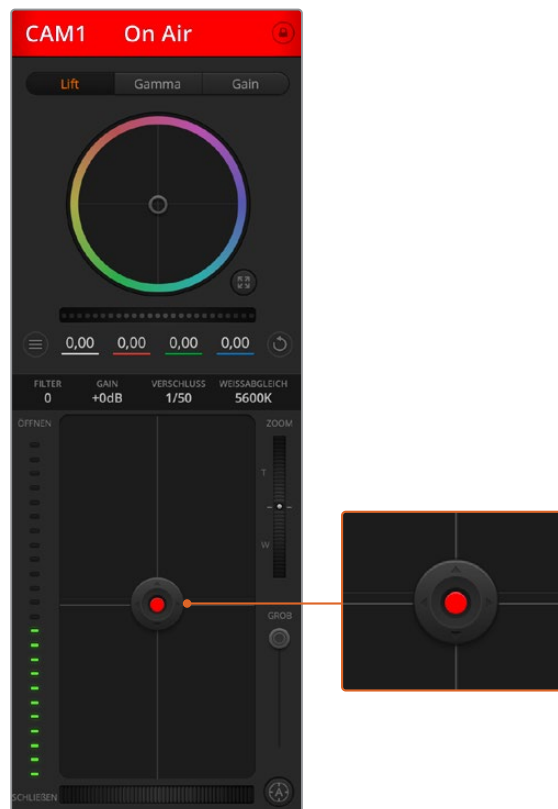 CAM1 On Air
Lift Gamma Gain
0,00 0,00 0,00 0,00
FILTER GAIN VERSCHLUSS WEISSABGLEICH
0 +0dB 1/50 5600K
ÖFFNEN ZOOM
T
W
GROB
SCHLIEßEN A